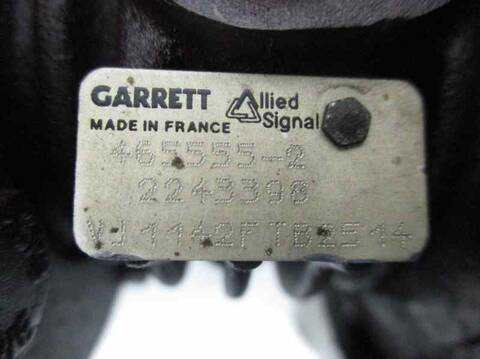 GARRETT Allied Signal
MADE IN FRANCE
465555-2
2243398
VJ1142FTB2514